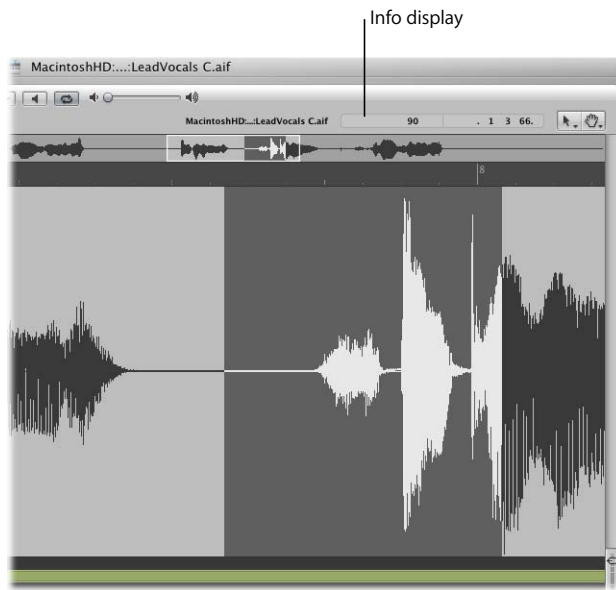 Info display
MacintoshHD:...:LeadVocals C.aif
MacintoshHD:...:LeadVocals C.aif 90 . 1 3 66.
8